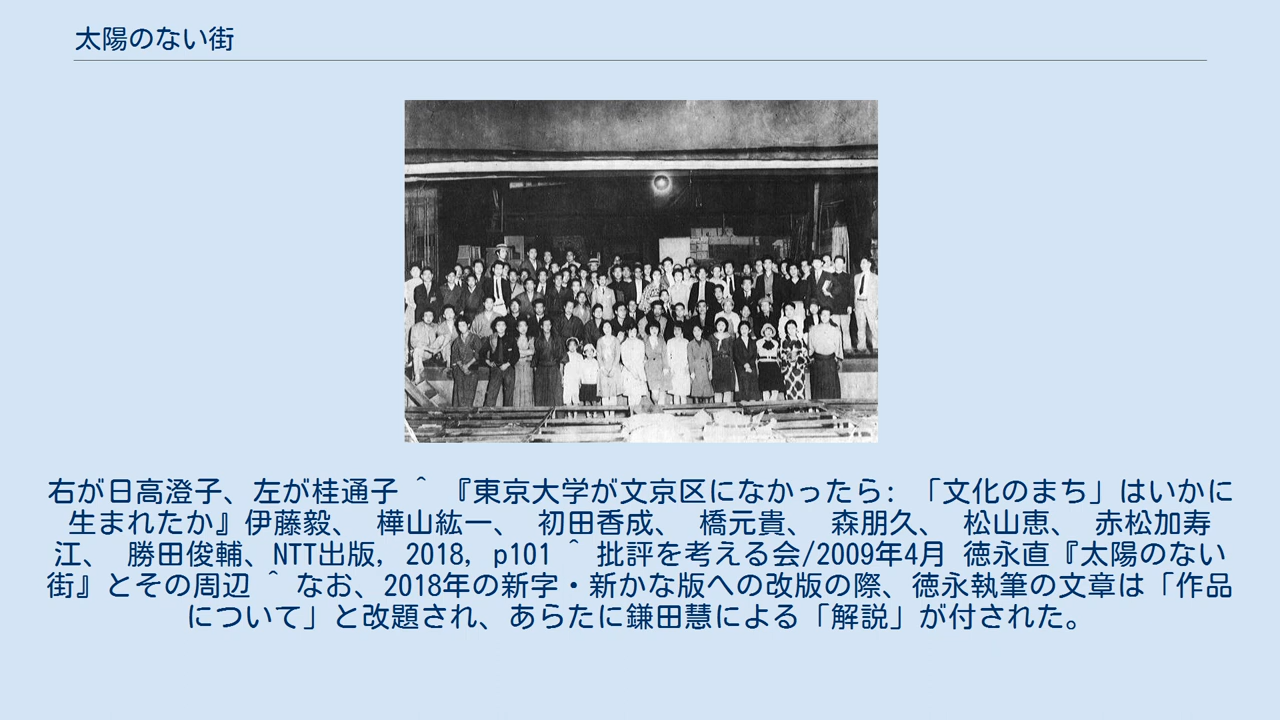 太陽のない街
右が日高澄子、左が桂通子 ^ 『東京大学が文京区になかったら: 「文化のまち」はいかに
生まれたか』伊藤毅、 樺山紘一、 初田香成、 橋元貴、 森朋久、 松山恵、 赤松加寿
江、 勝田俊輔、NTT出版, 2018, p101 ^ 批評を考える会/2009年4月 徳永直『太陽のない
街』とその周辺 ^ なお、2018年の新字・新かな版への改版の際、徳永執筆の文章は「作品
について」と改題され、あらたに鎌田慧による「解説」が付された。